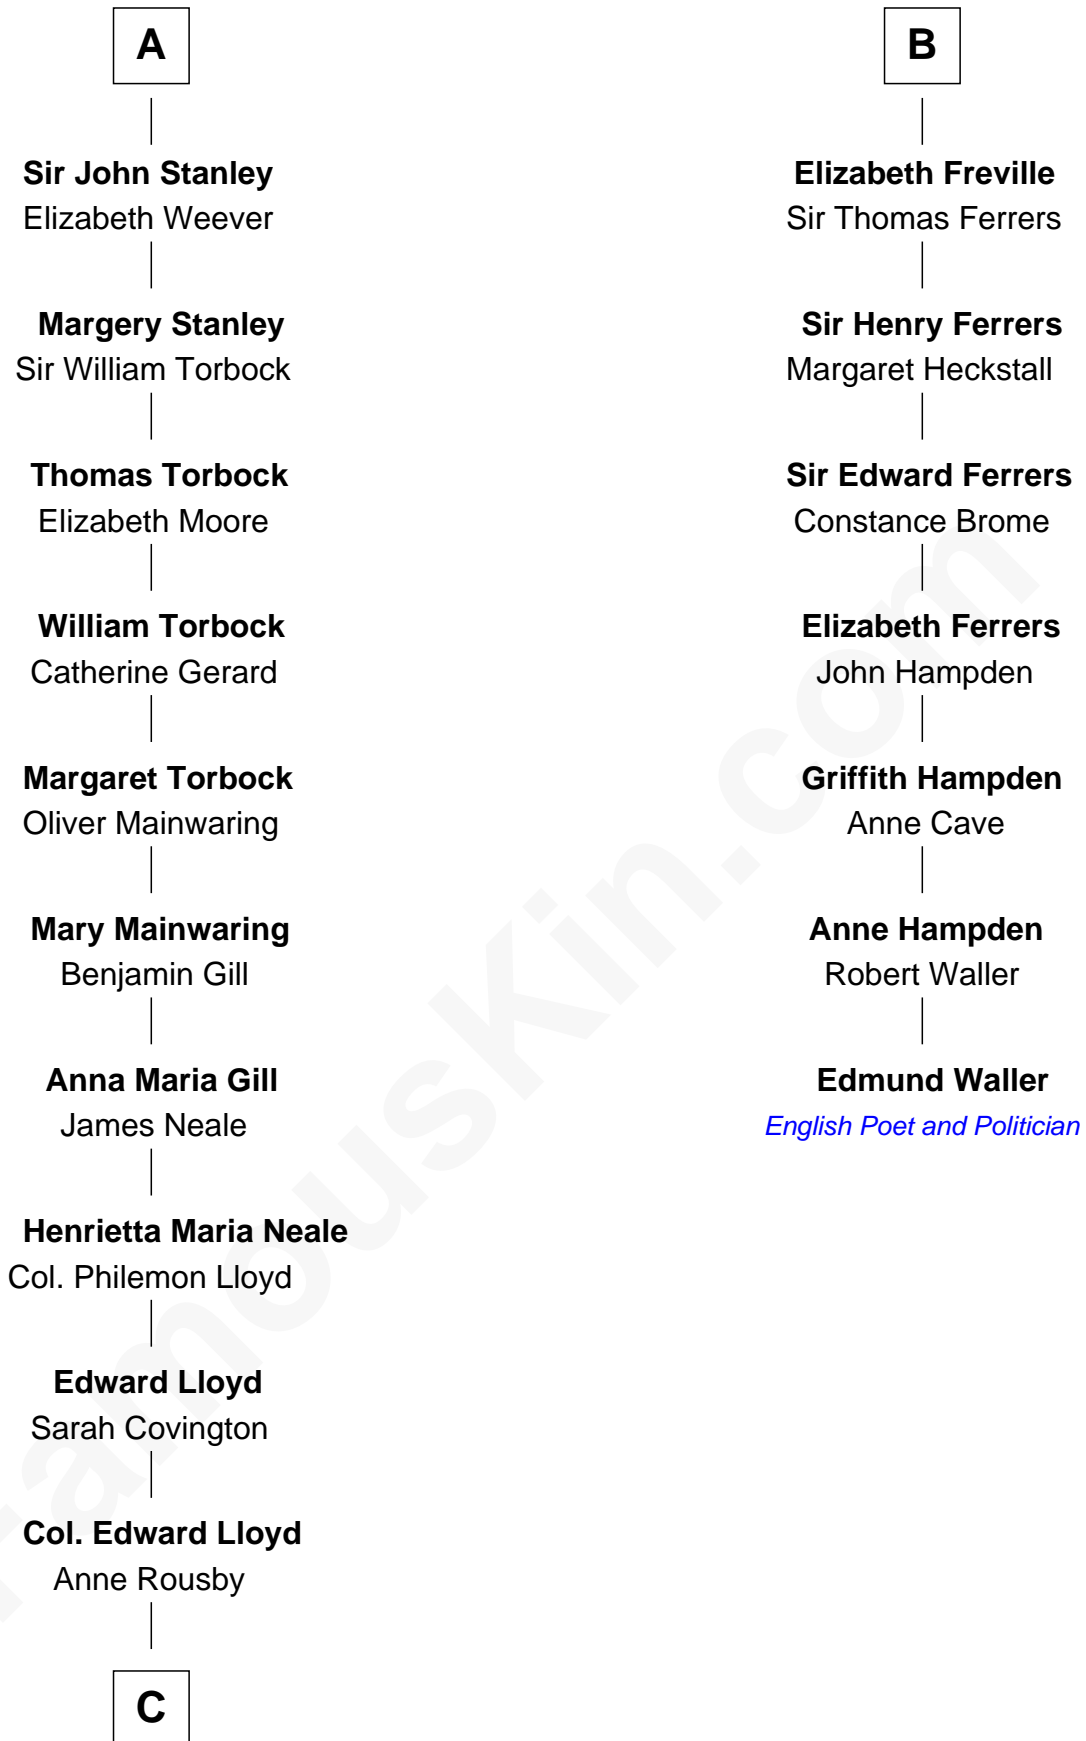 A
Sir John Stanley
Elizabeth Weever
Margery Stanley
Sir William Torbock
Thomas Torbock
Elizabeth Moore
William Torbock
Catherine Gerard
Margaret Torbock
Oliver Mainwaring
Mary Mainwaring
Benjamin Gill
Anna Maria Gill
James Neale
Henrietta Maria Neale
Col. Philemon Lloyd
Edward Lloyd
Sarah Covington
Col. Edward Lloyd
Anne Rousby
C
B
Elizabeth Freville
Sir Thomas Ferrers
Sir Henry Ferrers
Margaret Heckstall
Sir Edward Ferrers
Constance Brome
Elizabeth Ferrers
John Hampden
Griffith Hampden
Anne Cave
Anne Hampden
Robert Waller
Edmund Waller
English Poet and Politician
FamousKin.com